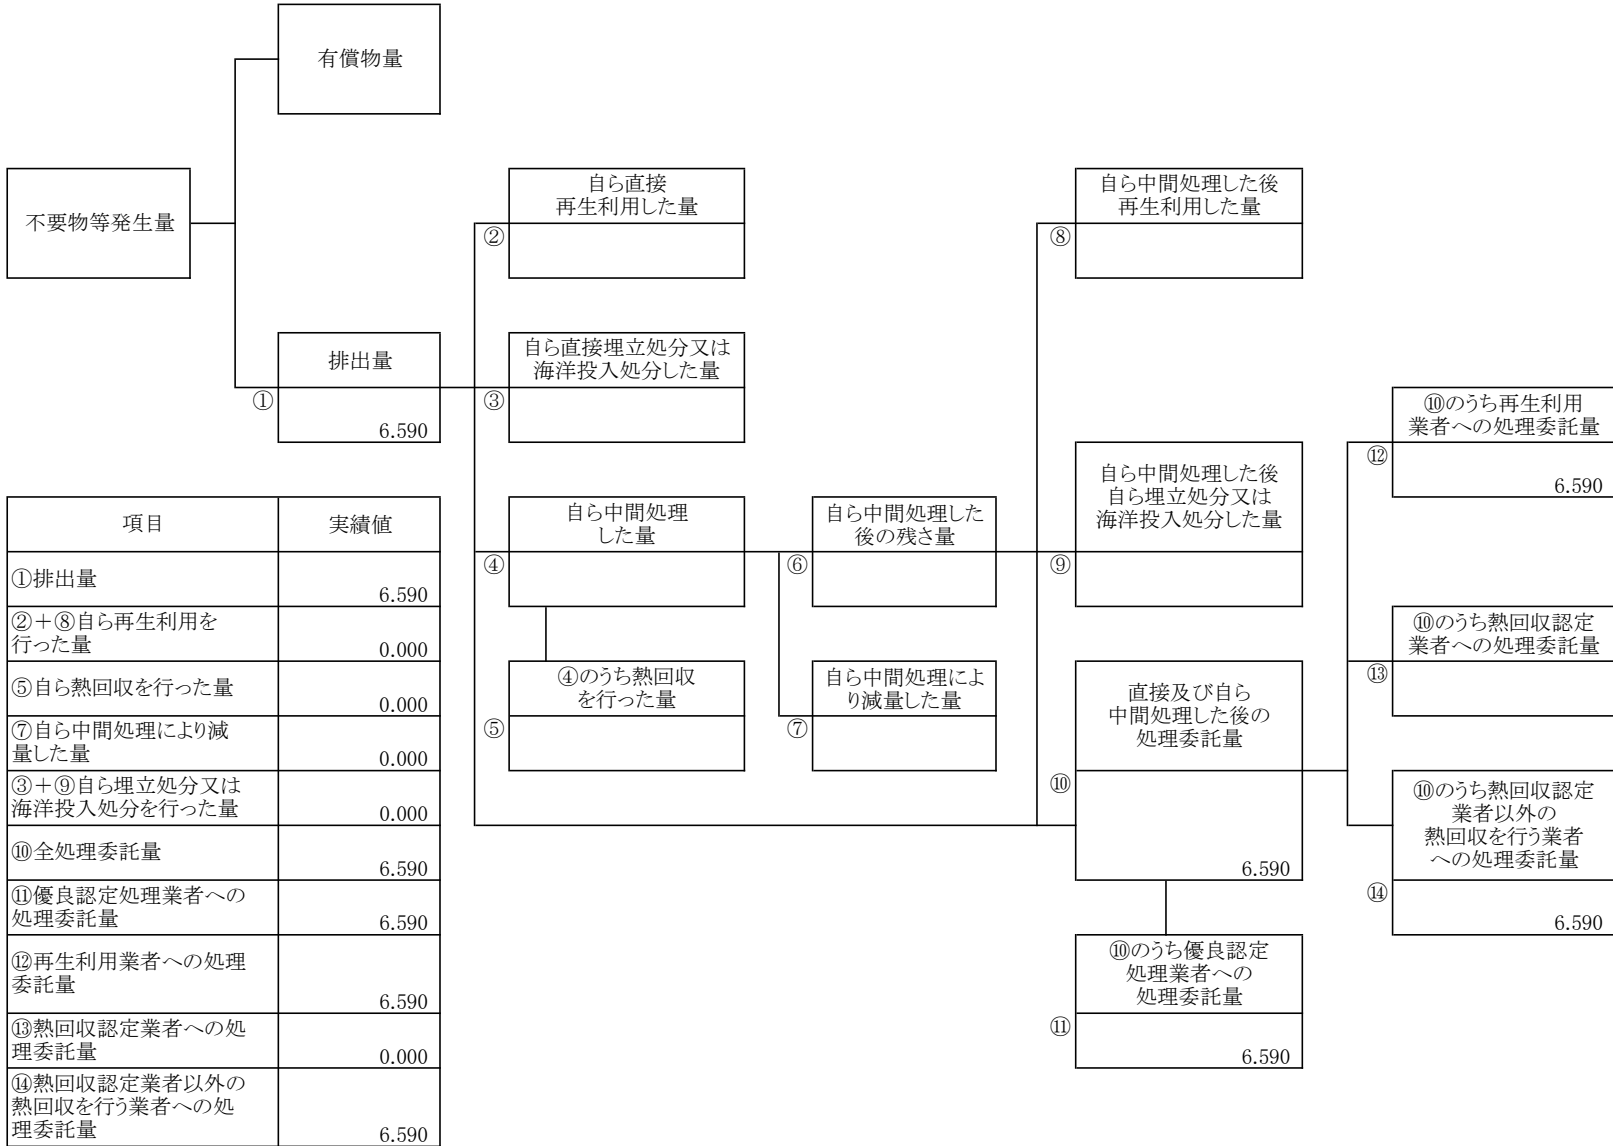 有償物量
不要物等発生量
自ら直接
再生利用した量
②
自ら中間処理した後
再生利用した量
⑧
排出量
①
6.590
自ら直接埋立処分又は
海洋投入処分した量
③
⑩のうち再生利用
業者への処理委託量
⑫
6.590
自ら中間処理
した量
④
自ら中間処理した
後の残さ量
⑥
自ら中間処理した後
自ら埋立処分又は
海洋投入処分した量
⑨
④のうち熱回収
を行った量
⑤
自ら中間処理によ
り減量した量
⑦
直接及び自ら
中間処理した後の
処理委託量
⑩
6.590
⑩のうち熱回収認定
業者への処理委託量
⑬
⑩のうち熱回収認定
業者以外の
熱回収を行う業者
への処理委託量
⑭
6.590
⑩のうち優良認定
処理業者への
処理委託量
⑪
6.590
項目 実績値
①排出量
6.590
②＋⑧自ら再生利用を
行った量
0.000
⑤自ら熱回収を行った量
0.000
⑦自ら中間処理により減
量した量
0.000
③＋⑨自ら埋立処分又は
海洋投入処分を行った量
0.000
⑩全処理委託量
6.590
⑪優良認定処理業者への
処理委託量
6.590
⑫再生利用業者への処理
委託量
6.590
⑬熱回収認定業者への処
理委託量
0.000
⑭熱回収認定業者以外の
熱回収を行う業者への処
理委託量
6.590